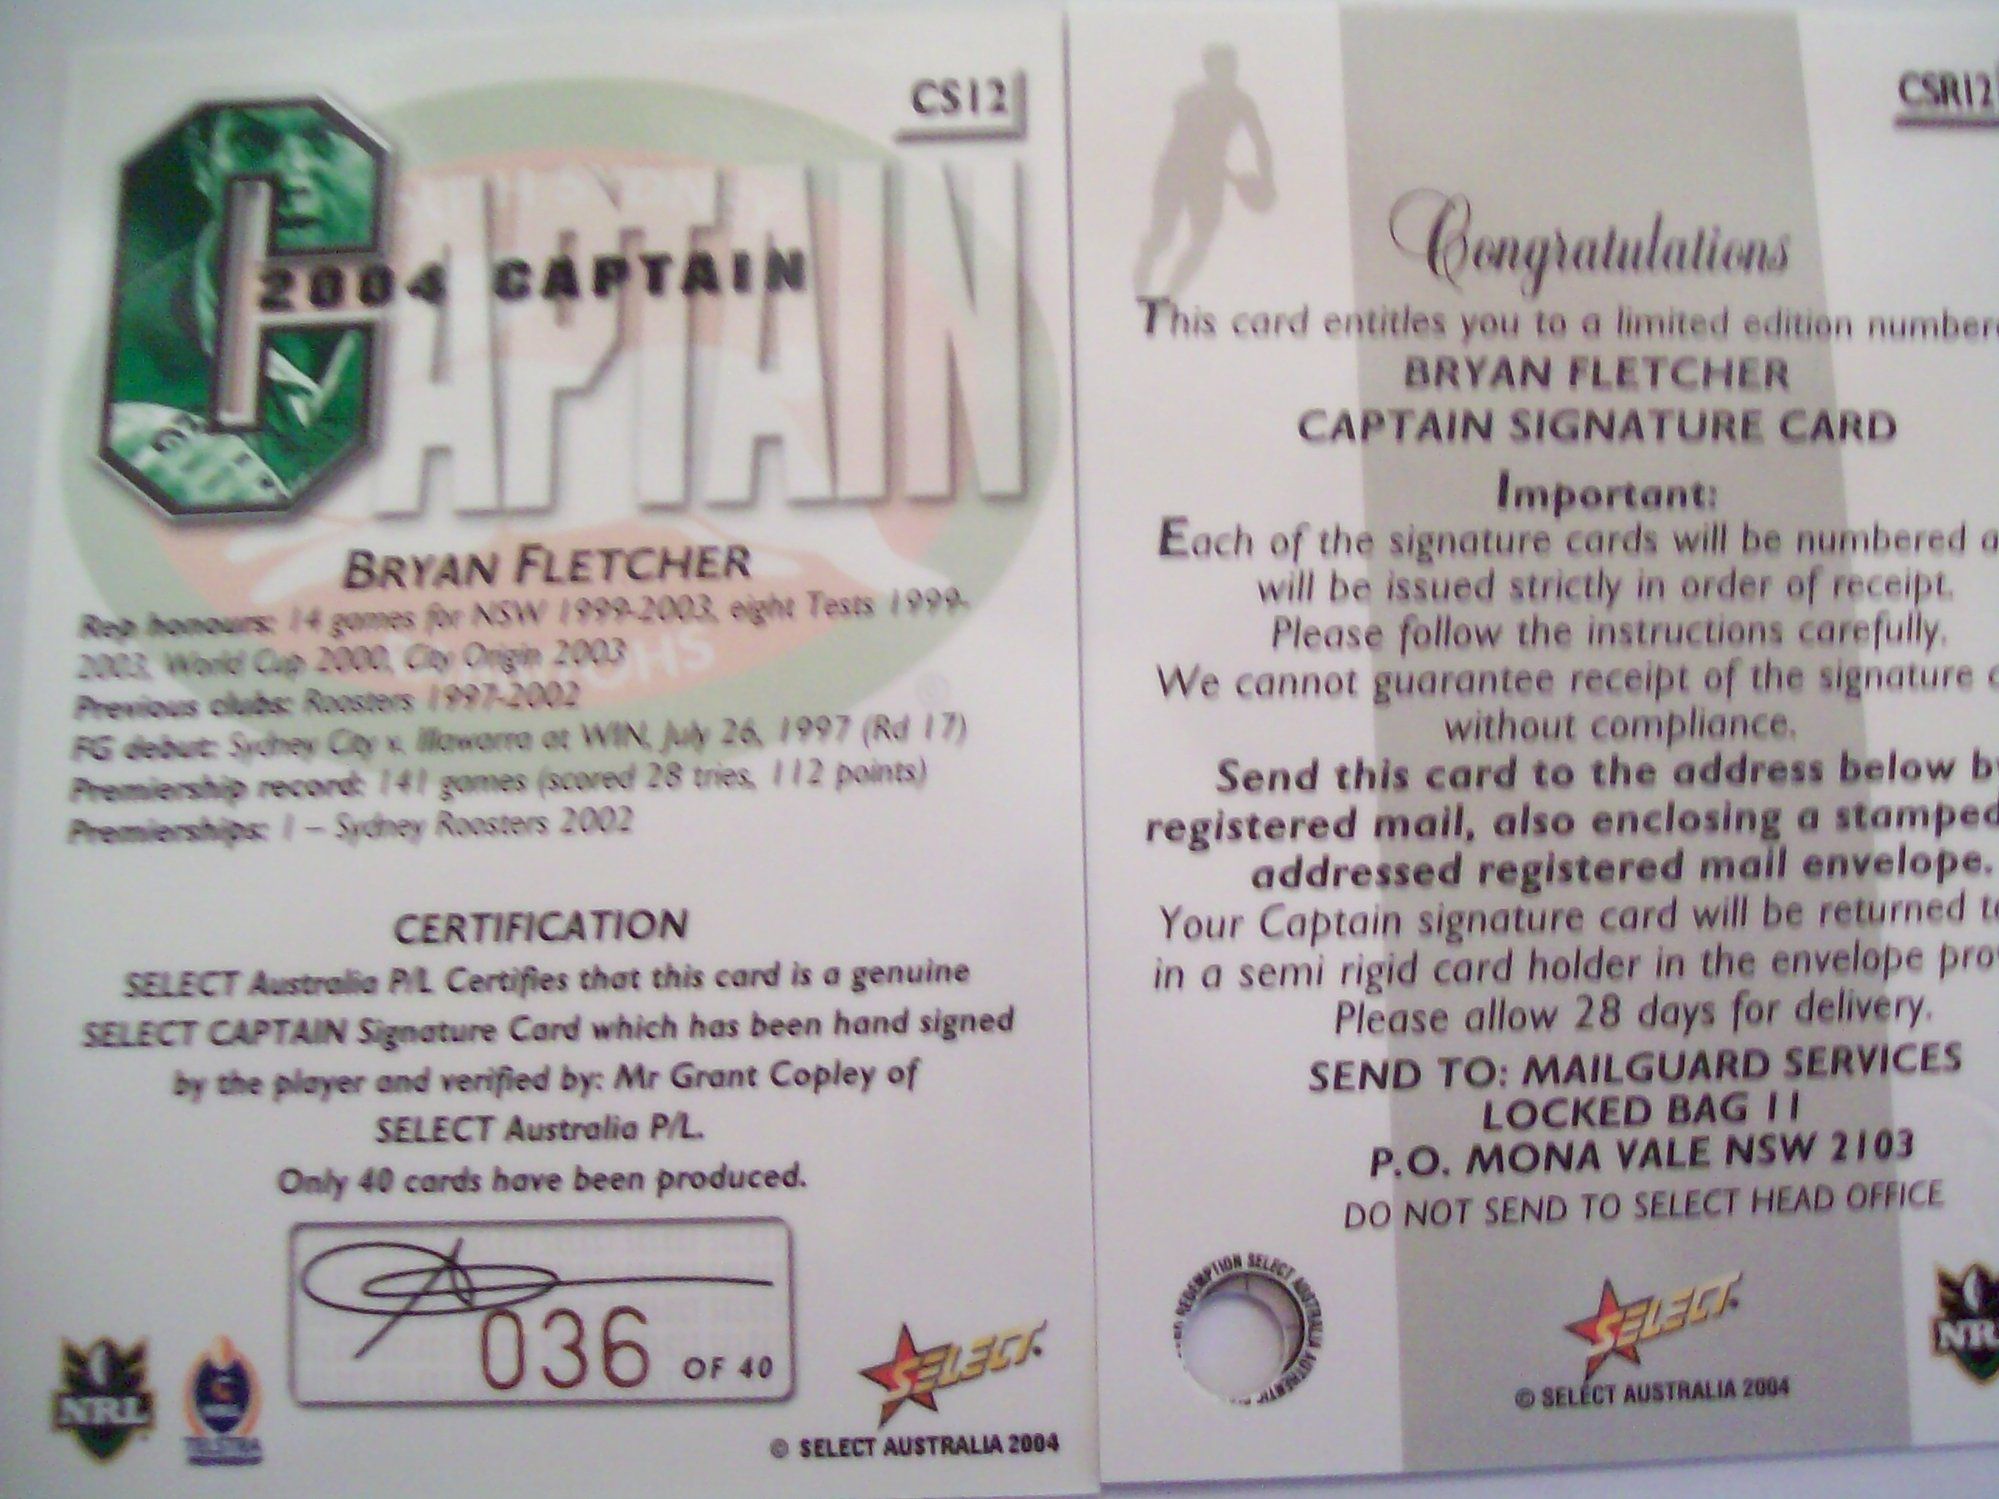 CS12
CAPTAIN
2004 CAPTAIN
BRYAN FLETCHER
Rep honours: 14 games for NSW 1999-2003, eight Tests 1999-
2003, World Cup 2000, City Origin 2003
Previous clubs: Roosters 1997-2002
FG debut: Sydney City v. Illawarra at WIN, July 26, 1997 (Rd 17)
Premiership record: 141 games (scored 28 tries, 112 points)
Premierships: 1 – Sydney Roosters 2002
CERTIFICATION
SELECT Australia P/L Certifies that this card is a genuine
SELECT CAPTAIN Signature Card which has been hand signed
by the player and verified by: Mr Grant Copley of
SELECT Australia P/L.
Only 40 cards have been produced.
036 OF 40
NRL
TELSTRA
SELECT
© SELECT AUSTRALIA 2004
CSR12
Congratulations
This card entitles you to a limited edition number
BRYAN FLETCHER
CAPTAIN SIGNATURE CARD
Important:
Each of the signature cards will be numbered a
will be issued strictly in order of receipt.
Please follow the instructions carefully.
We cannot guarantee receipt of the signature c
without compliance.
Send this card to the address below b
registered mail, also enclosing a stamped
addressed registered mail envelope.
Your Captain signature card will be returned t
in a semi rigid card holder in the envelope pro
Please allow 28 days for delivery.
SEND TO: MAILGUARD SERVICES
LOCKED BAG 11
P.O. MONA VALE NSW 2103
DO NOT SEND TO SELECT HEAD OFFICE
REDEMPTION SELECT AUSTRALIA AUTHENTIC
SELECT
© SELECT AUSTRALIA 2004
NR